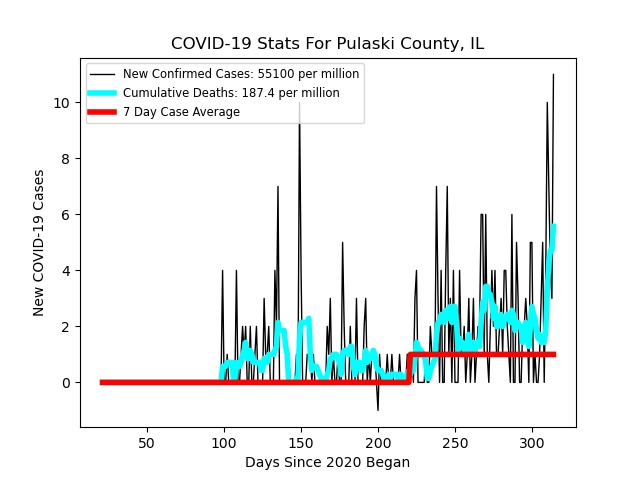 COVID-19 Stats For Pulaski County, IL
New Confirmed Cases: 55100 per million
Cumulative Deaths: 187.4 per million
7 Day Case Average
New COVID-19 Cases
10
8
6
4
2
0
50 100 150 200 250 300
Days Since 2020 Began